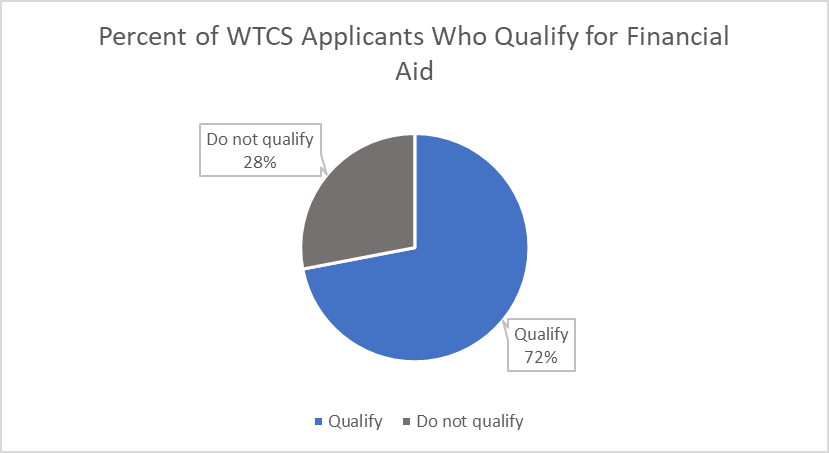 Percent of WTCS Applicants Who Qualify for Financial
Aid
Do not qualify
28%
Qualify
72%
Qualify
Do not qualify